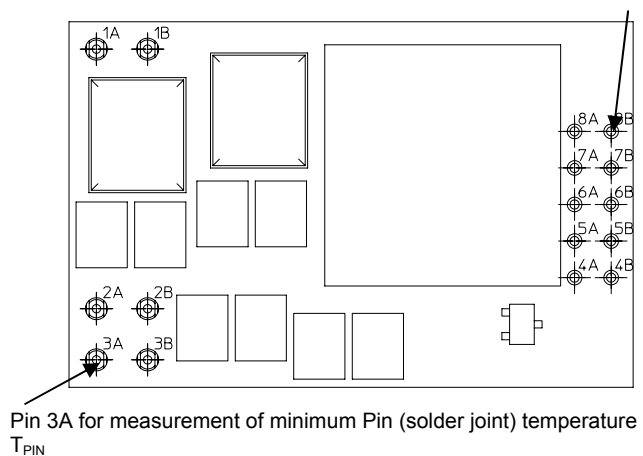 1A 1B
8A 8B
7A 7B
6A 6B
5A 5B
4A 4B
2A 2B
3A 3B
Pin 3A for measurement of minimum Pin (solder joint) temperature
TPIN